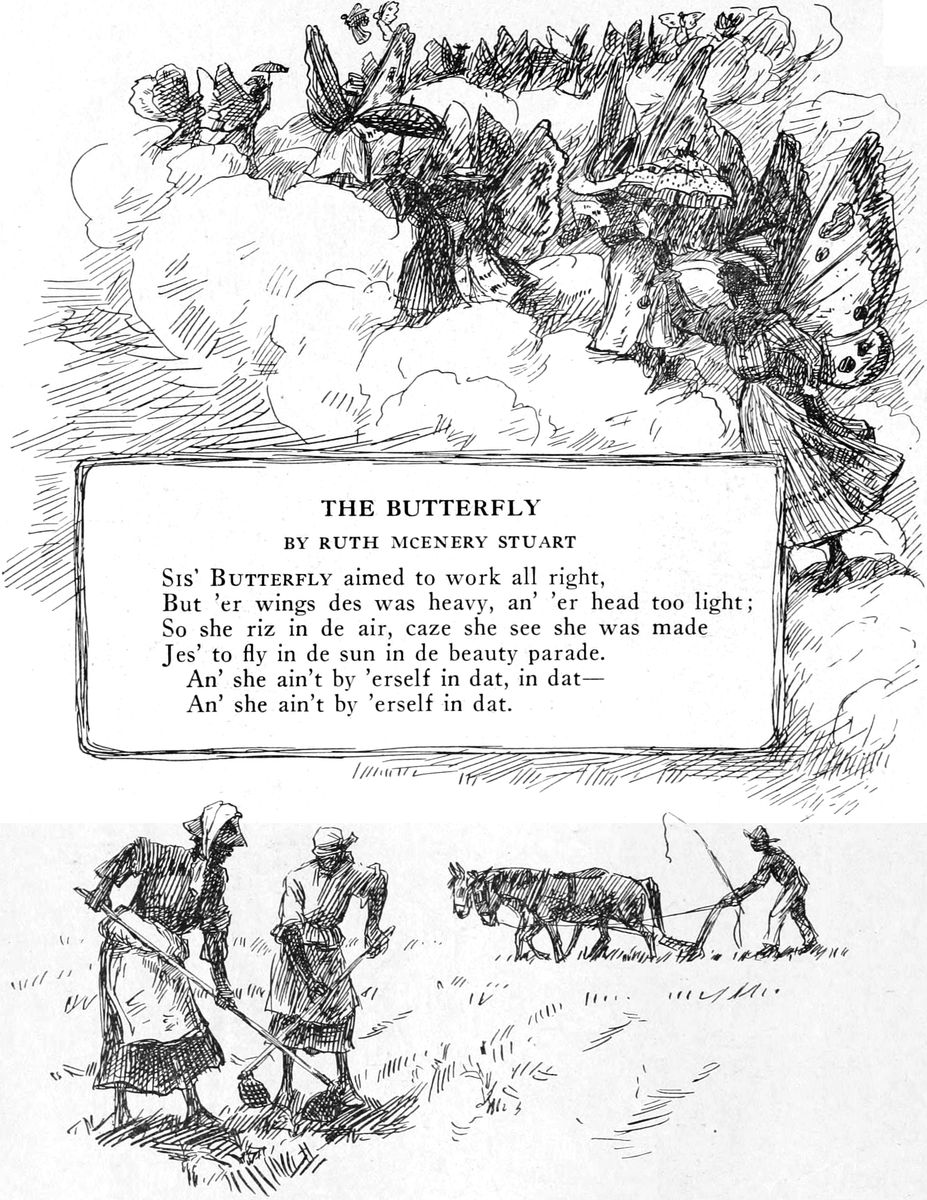 THE BUTTERFLY
BY RUTH MCENERY STUART
SIS' BUTTERFLY aimed to work all right,
But 'er wings des was heavy, an' 'er head too light;
So she riz in de air, caze she see she was made
Jes' to fly in de sun in de beauty parade.
An' she ain't by 'erself in dat, in dat—
An' she ain't by 'erself in dat.